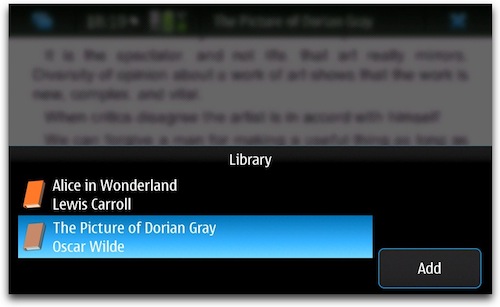 The Picture of Dorian Gray
It is the spectator, and not life, that art really mirrors.
Diversity of opinion about a work of art shows that the work is
new, complex, and vital.
When critics disagree the artist is in accord with himself.
We can forgive a man for making a useful thing as long as
Library
Alice in Wonderland
Lewis Carroll
The Picture of Dorian Gray
Oscar Wilde
Add